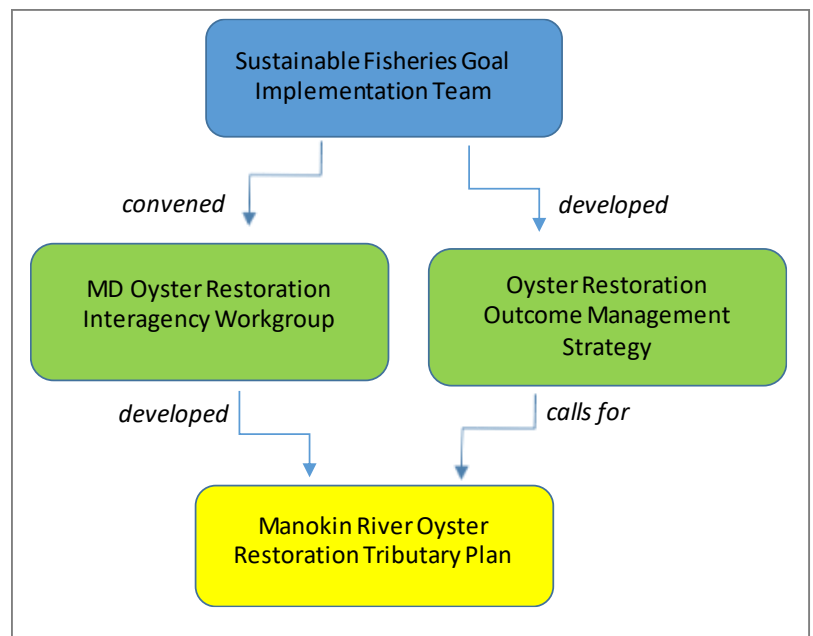 Sustainable Fisheries Goal
Implementation Team
convened
developed
MD Oyster Restoration
Interagency Workgroup
Oyster Restoration
Outcome Management
Strategy
developed
calls for
Manokin River Oyster
Restoration Tributary Plan